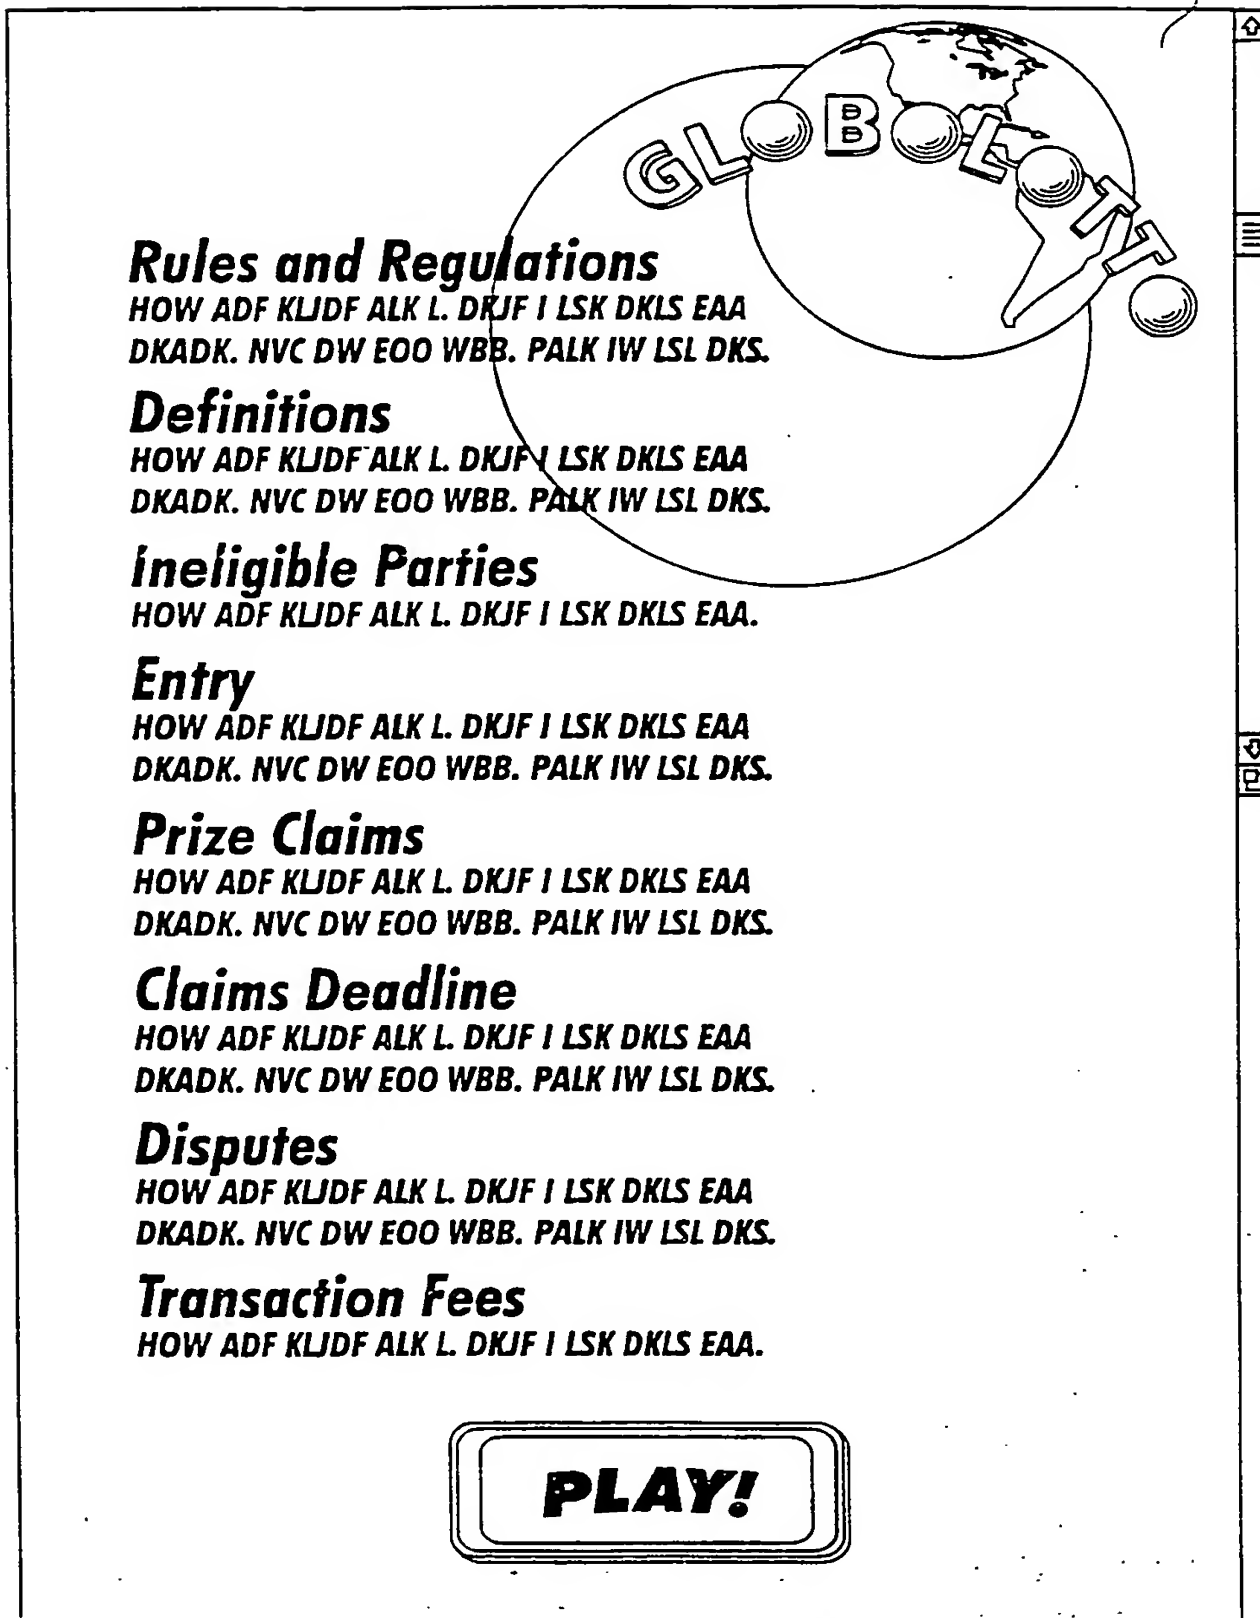 GLOBOLOTTO
Rules and Regulations
HOW ADF KLJDF ALK L. DKJF I LSK DKLS EAA
DKADK. NVC DW EOO WBB. PALK IW LSL DKS.
Definitions
HOW ADF KLJDF ALK L. DKJF I LSK DKLS EAA
DKADK. NVC DW EOO WBB. PALK IW LSL DKS.
Ineligible Parties
HOW ADF KLJDF ALK L. DKJF I LSK DKLS EAA.
Entry
HOW ADF KLJDF ALK L. DKJF I LSK DKLS EAA
DKADK. NVC DW EOO WBB. PALK IW LSL DKS.
Prize Claims
HOW ADF KLJDF ALK L. DKJF I LSK DKLS EAA
DKADK. NVC DW EOO WBB. PALK IW LSL DKS.
Claims Deadline
HOW ADF KLJDF ALK L. DKJF I LSK DKLS EAA
DKADK. NVC DW EOO WBB. PALK IW LSL DKS.
Disputes
HOW ADF KLJDF ALK L. DKJF I LSK DKLS EAA
DKADK. NVC DW EOO WBB. PALK IW LSL DKS.
Transaction Fees
HOW ADF KLJDF ALK L. DKJF I LSK DKLS EAA.
PLAY!